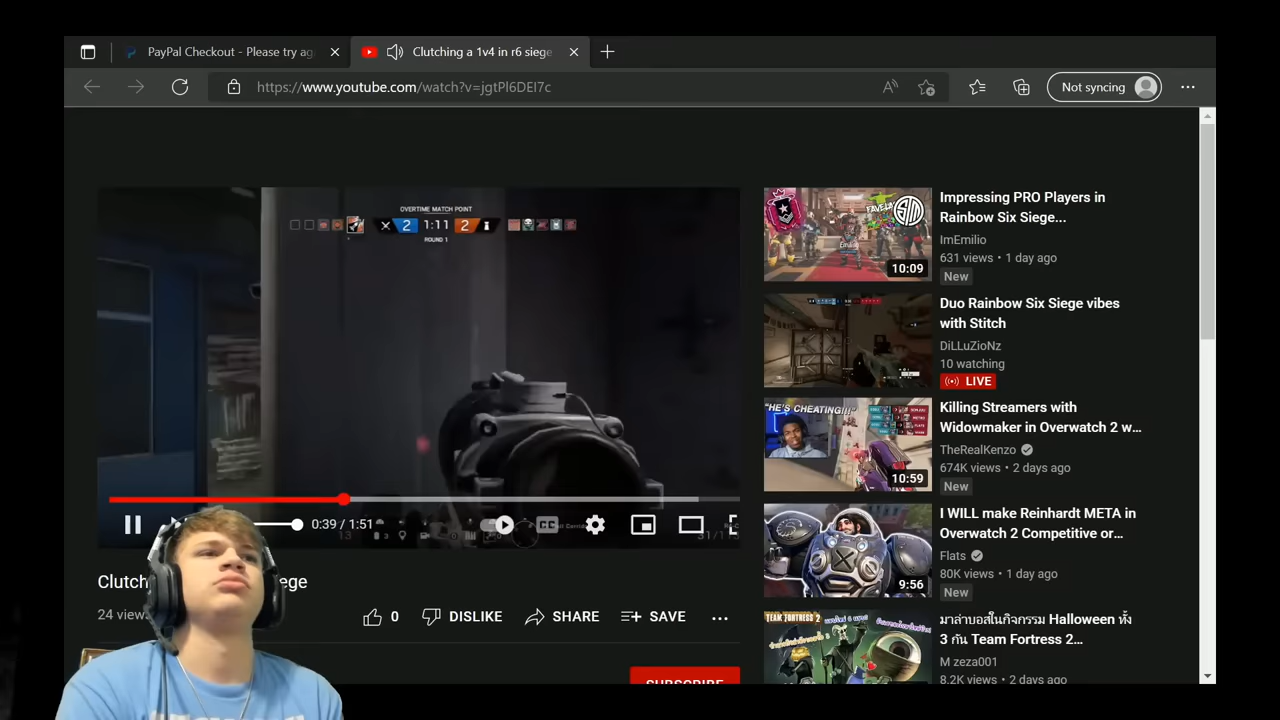 PayPal Checkout - Please try ag
Clutching a 1v4 in r6 siege
https://www.youtube.com/watch?v=jgtPl6DEl7c
Not syncing
OVERTIME MATCH POINT
2 1:11 2
ROUND 1
0:39 / 1:51
CC
Clutch
ege
24 views
0
DISLIKE
SHARE
SAVE
SUBSCRIBE
10:09
Impressing PRO Players in
Rainbow Six Siege...
ImEmilio
631 views • 1 day ago
New
Duo Rainbow Six Siege vibes
with Stitch
DiLLuZioNz
10 watching
LIVE
"HE'S CHEATING!!!"
10:59
Killing Streamers with
Widowmaker in Overwatch 2 w...
TheRealKenzo
674K views • 2 days ago
New
9:56
I WILL make Reinhardt META in
Overwatch 2 Competitive or...
Flats
80K views • 1 day ago
New
TEAM FORTRESS 2
มาล่าบอสในกิจกรรม Halloween ทั้ง
3 กัน Team Fortress 2...
M zeza001
8.2K views • 2 days ago